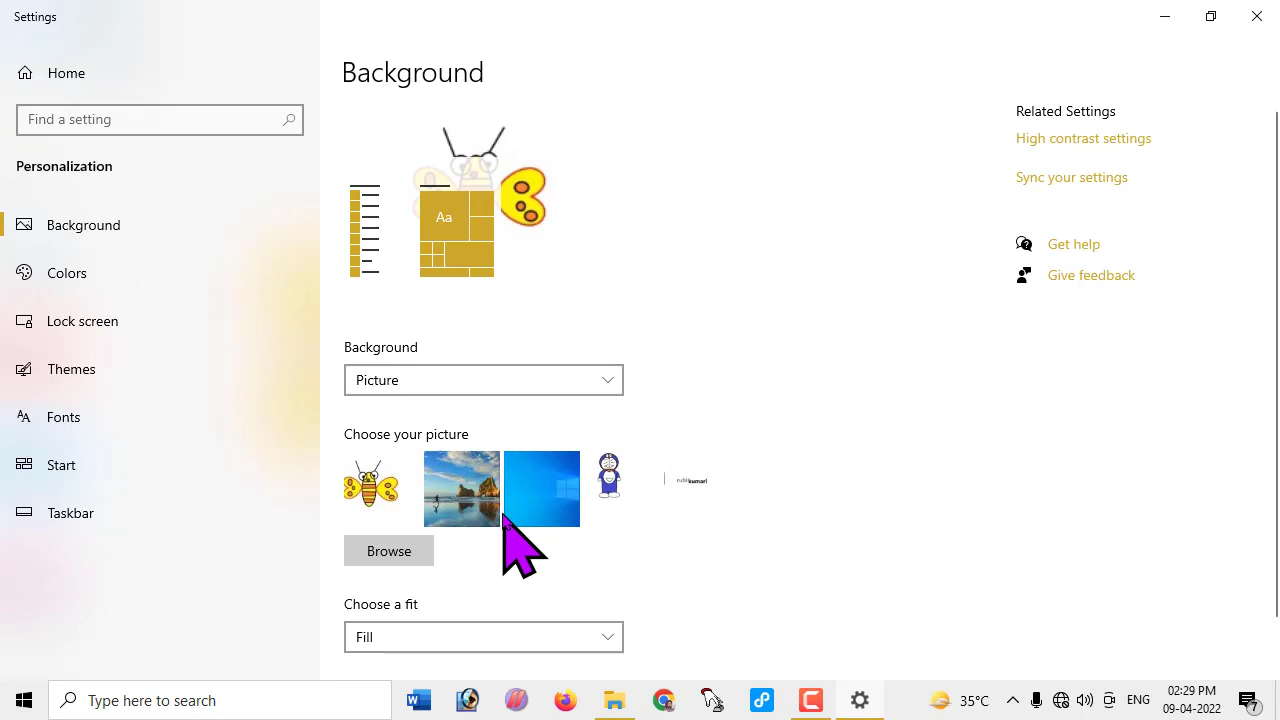 Settings
Home
Find a setting
Personalization
Background
Colors
Lock screen
Themes
Fonts
Start
Taskbar
Background
Aa
Background
Picture
Choose your picture
kumari
Browse
Choose a fit
Fill
Related Settings
High contrast settings
Sync your settings
Get help
Give feedback
Type here to search
35°C
ENG
02:29 PM
09-04-2022
7